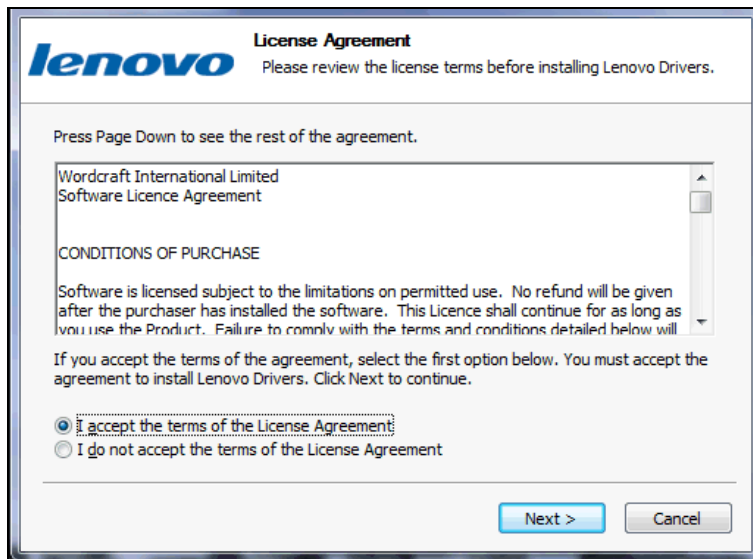 lenovo
License Agreement
Please review the license terms before installing Lenovo Drivers.
Press Page Down to see the rest of the agreement.
Wordcraft International Limited
Software Licence Agreement
CONDITIONS OF PURCHASE
Software is licensed subject to the limitations on permitted use.  No refund will be given
after the purchaser has installed the software.  This Licence shall continue for as long as
you use the Product.  Failure to comply with the terms and conditions detailed below will
If you accept the terms of the agreement, select the first option below. You must accept the
agreement to install Lenovo Drivers. Click Next to continue.
I accept the terms of the License Agreement
I do not accept the terms of the License Agreement
Next >
Cancel